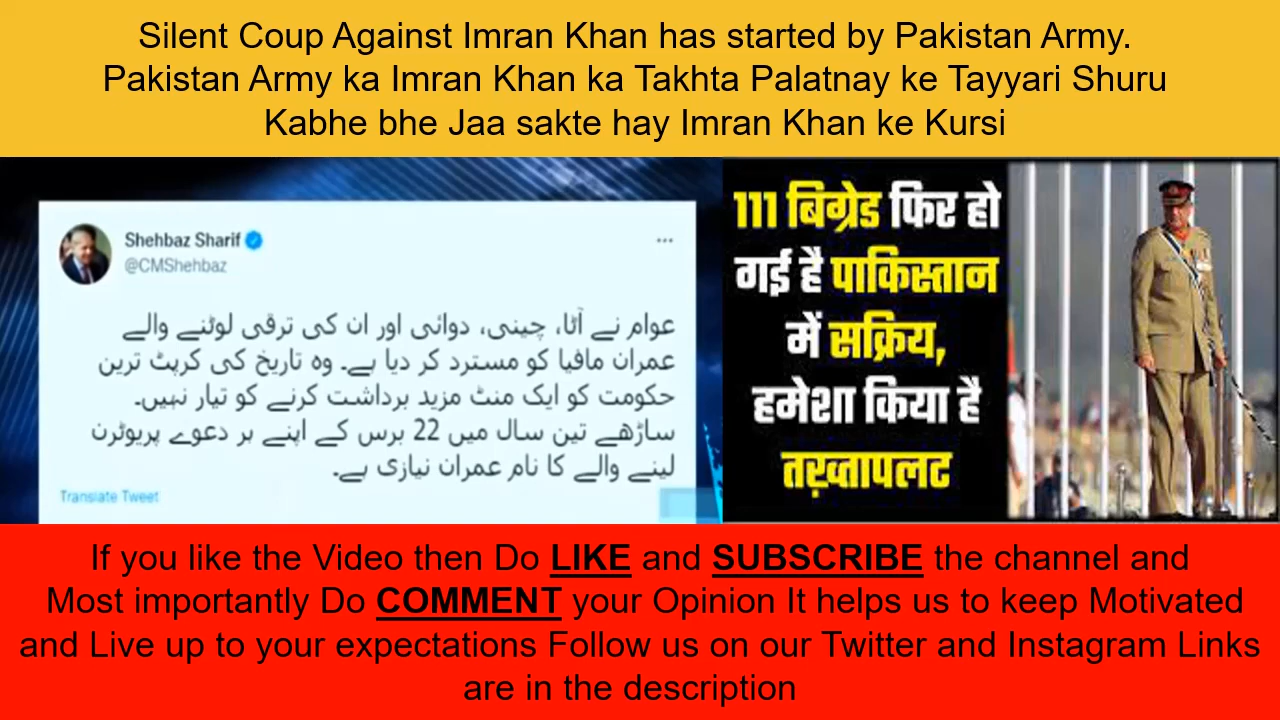 Silent Coup Against Imran Khan has started by Pakistan Army.
Pakistan Army ka Imran Khan ka Takhta Palatnay ke Tayyari Shuru
Kabhe bhe Jaa sakte hay Imran Khan ke Kursi
Shehbaz Sharif
@CMShehbaz
عوام نے آٹا، چینی، دوائی اور ان کی ترقی لوٹنے والے
عمران مافیا کو مسترد کر دیا ہے۔ وہ تاریخ کی کرپٹ ترین
حکومت کو ایک منٹ مزید برداشت کرنے کو تیار نہیں۔
ساڑھے تین سال میں 22 برس کے اپنے ہر دعوے پریوٹرن
لینے والے کا نام عمران نیازی ہے۔
Translate Tweet
111 बिग्रेड फिर हो
गई है पाकिस्तान
में सक्रिय,
हमेशा किया है
तख़्तापलट
If you like the Video then Do LIKE and SUBSCRIBE the channel and
Most importantly Do COMMENT your Opinion It helps us to keep Motivated
and Live up to your expectations Follow us on our Twitter and Instagram Links
are in the description